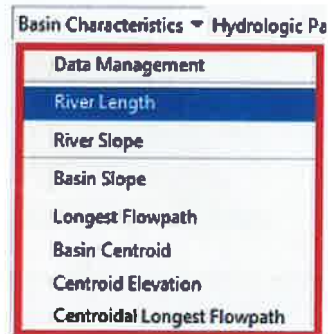 Basin Characteristics Hydrologic Pa
Data Management
River Length
River Slope
Basin Slope
Longest Flowpath
Basin Centroid
Centroid Elevation
Centroidal Longest Flowpath